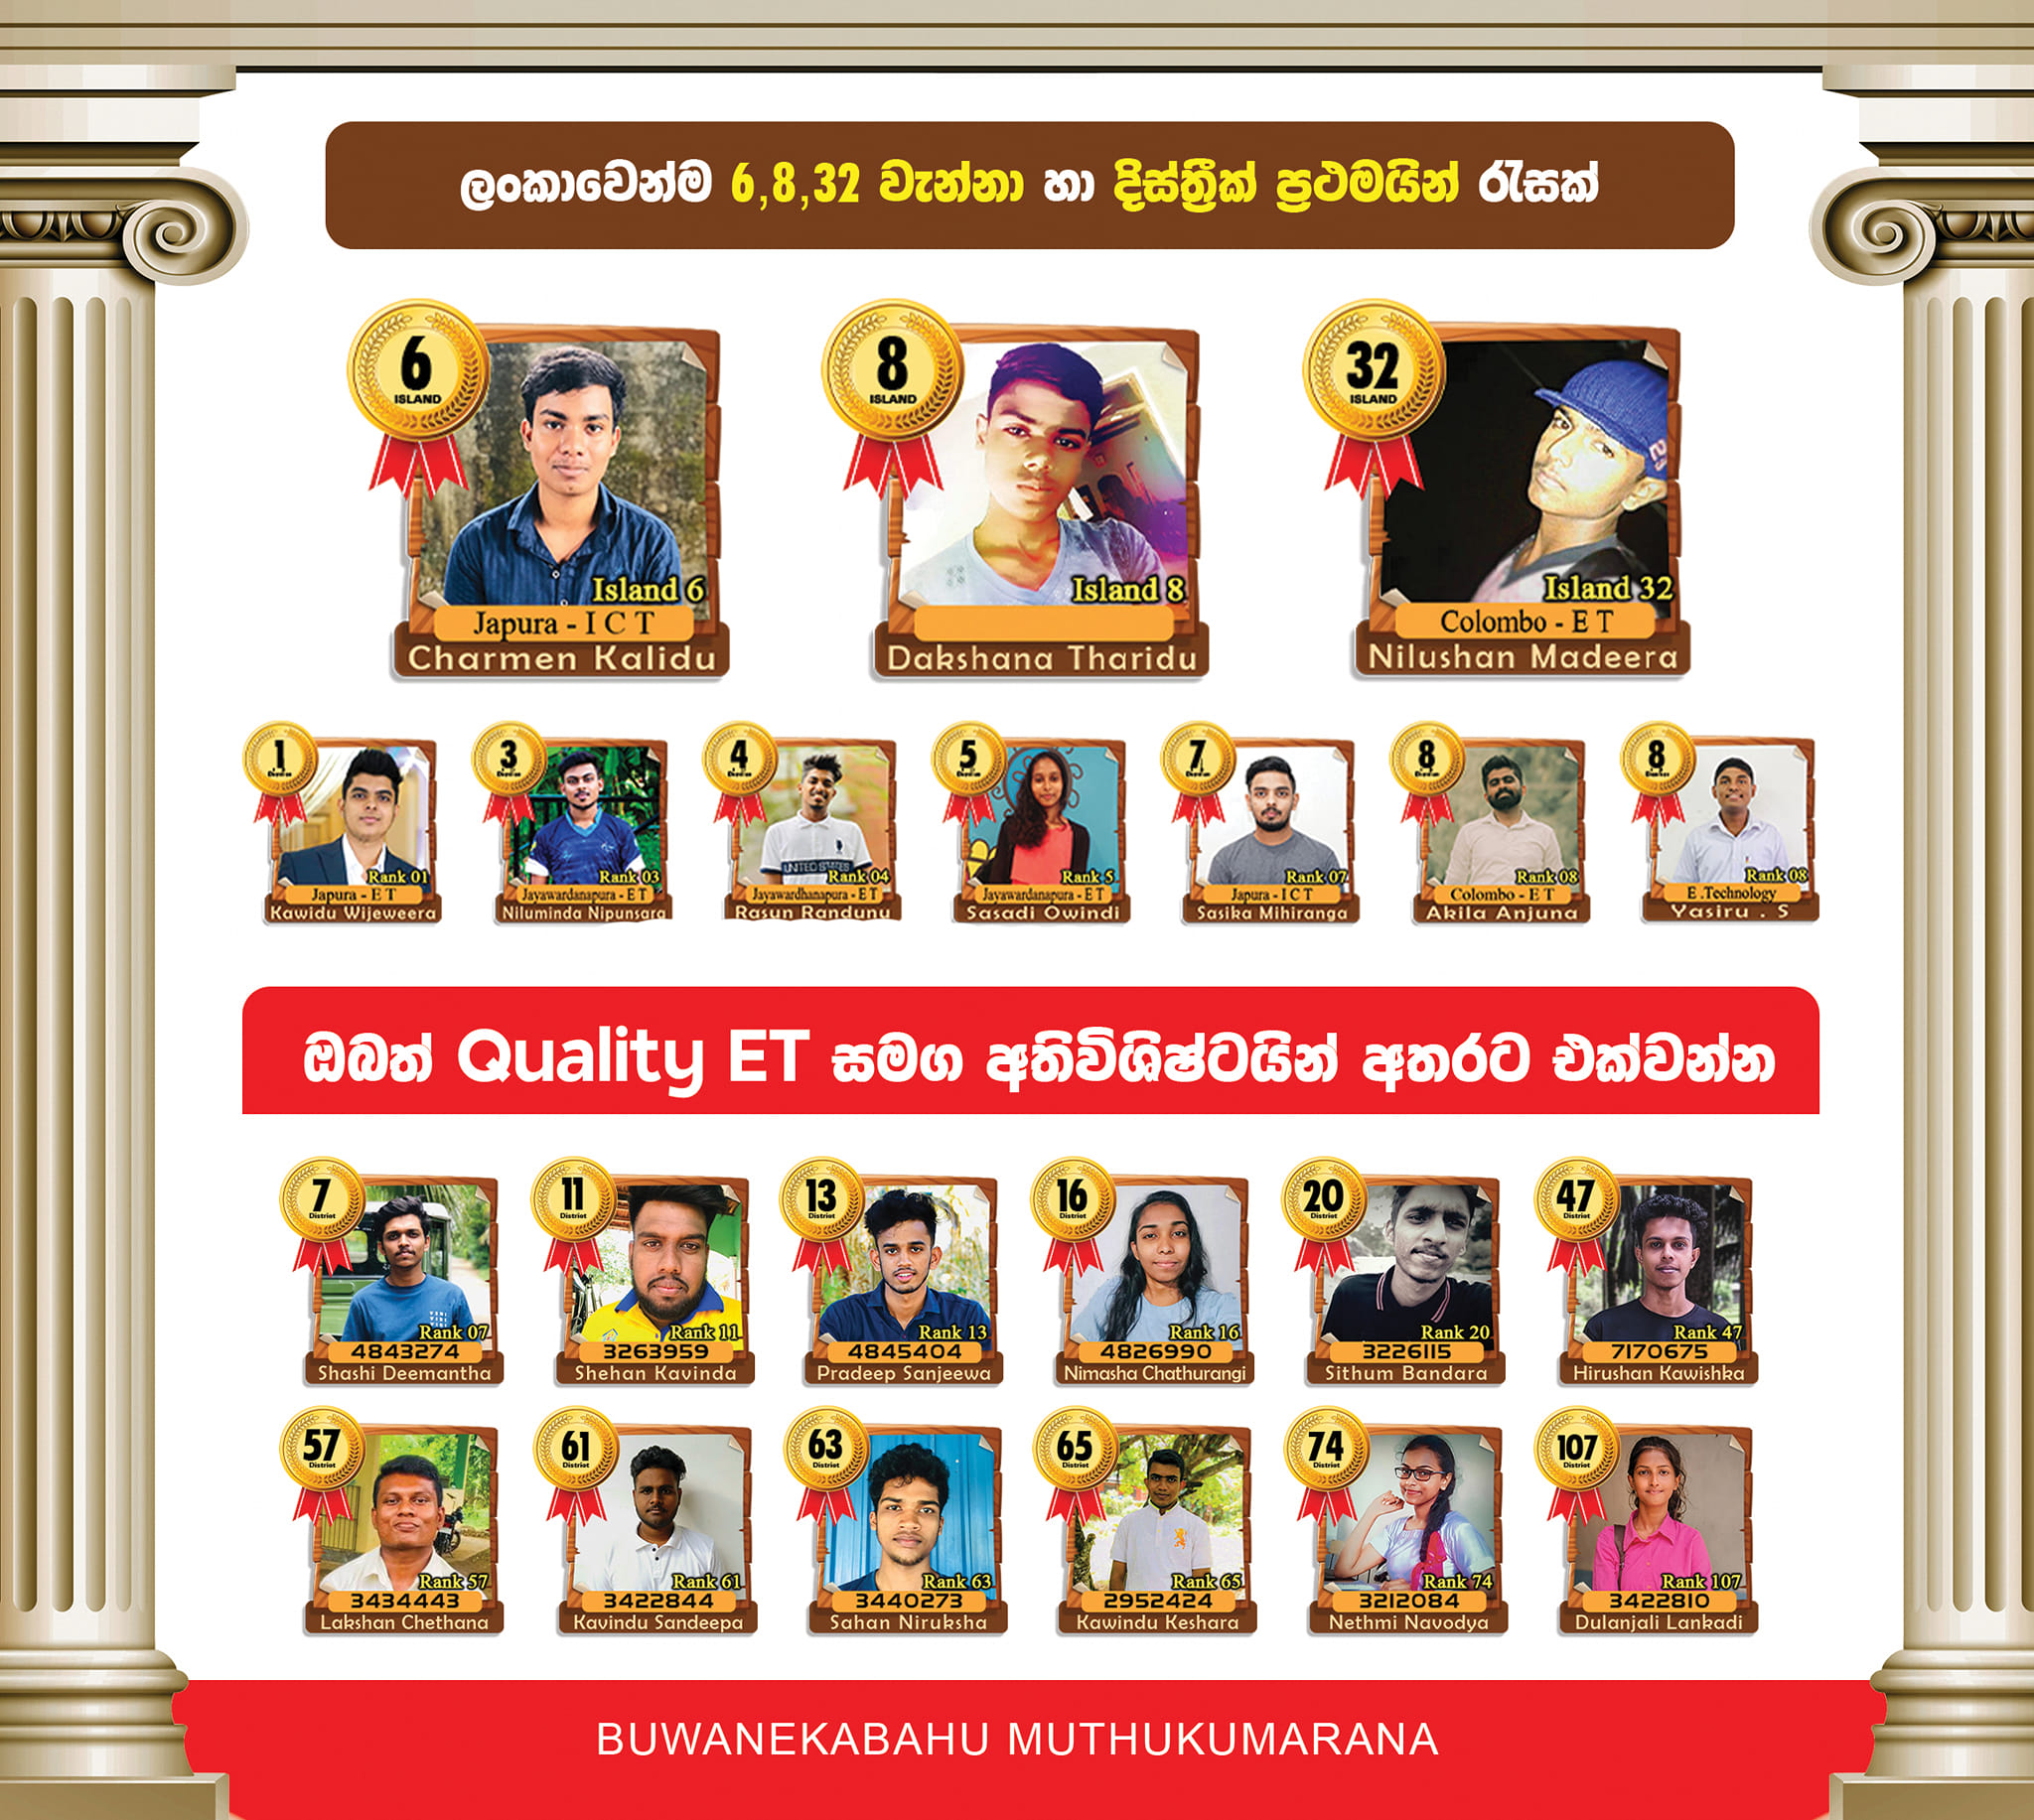 ලංකාවෙන්ම 6,8,32 වැන්නා හා දිස්ත්‍රික් ප්‍රථමයින් රැසක්
6
ISLAND
Island 6
Japura - I C T
Charmen Kalidu
8
ISLAND
Island 8
Dakshana Tharidu
32
ISLAND
Island 32
Colombo - E T
Nilushan Madeera
1
Rank 01
Japura - E T
Kawidu Wijeweera
3
Rank 03
Jayawardanapura - E T
Niluminda Nipunsara
4
UNITED STATES
Rank 04
Jayawardhanapura - E T
Rasun Randunu
5
Rank 5
Jayawardanapura - E T
Sasadi Owindi
7
Rank 07
Japura - I C T
Sasika Mihiranga
8
Rank 08
Colombo - E T
Akila Anjuna
8
Rank 08
E .Technology
Yasiru . S
ඔබත් Quality ET සමග අතිවිශිෂ්ටයින් අතරට එක්වන්න
7
District
Rank 07
4843274
Shashi Deemantha
11
District
Rank 11
3263959
Shehan Kavinda
13
District
Rank 13
4845404
Pradeep Sanjeewa
16
District
Rank 16
4826990
Nimasha Chathurangi
20
District
Rank 20
3226115
Sithum Bandara
47
District
Rank 47
7170675
Hirushan Kawishka
57
District
Rank 57
3434443
Lakshan Chethana
61
District
Rank 61
3422844
Kavindu Sandeepa
63
District
Rank 63
3440273
Sahan Niruksha
65
District
Rank 65
2952424
Kawindu Keshara
74
District
Rank 74
3212084
Nethmi Navodya
107
District
Rank 107
3422810
Dulanjali Lankadi
BUWANEKABAHU MUTHUKUMARANA